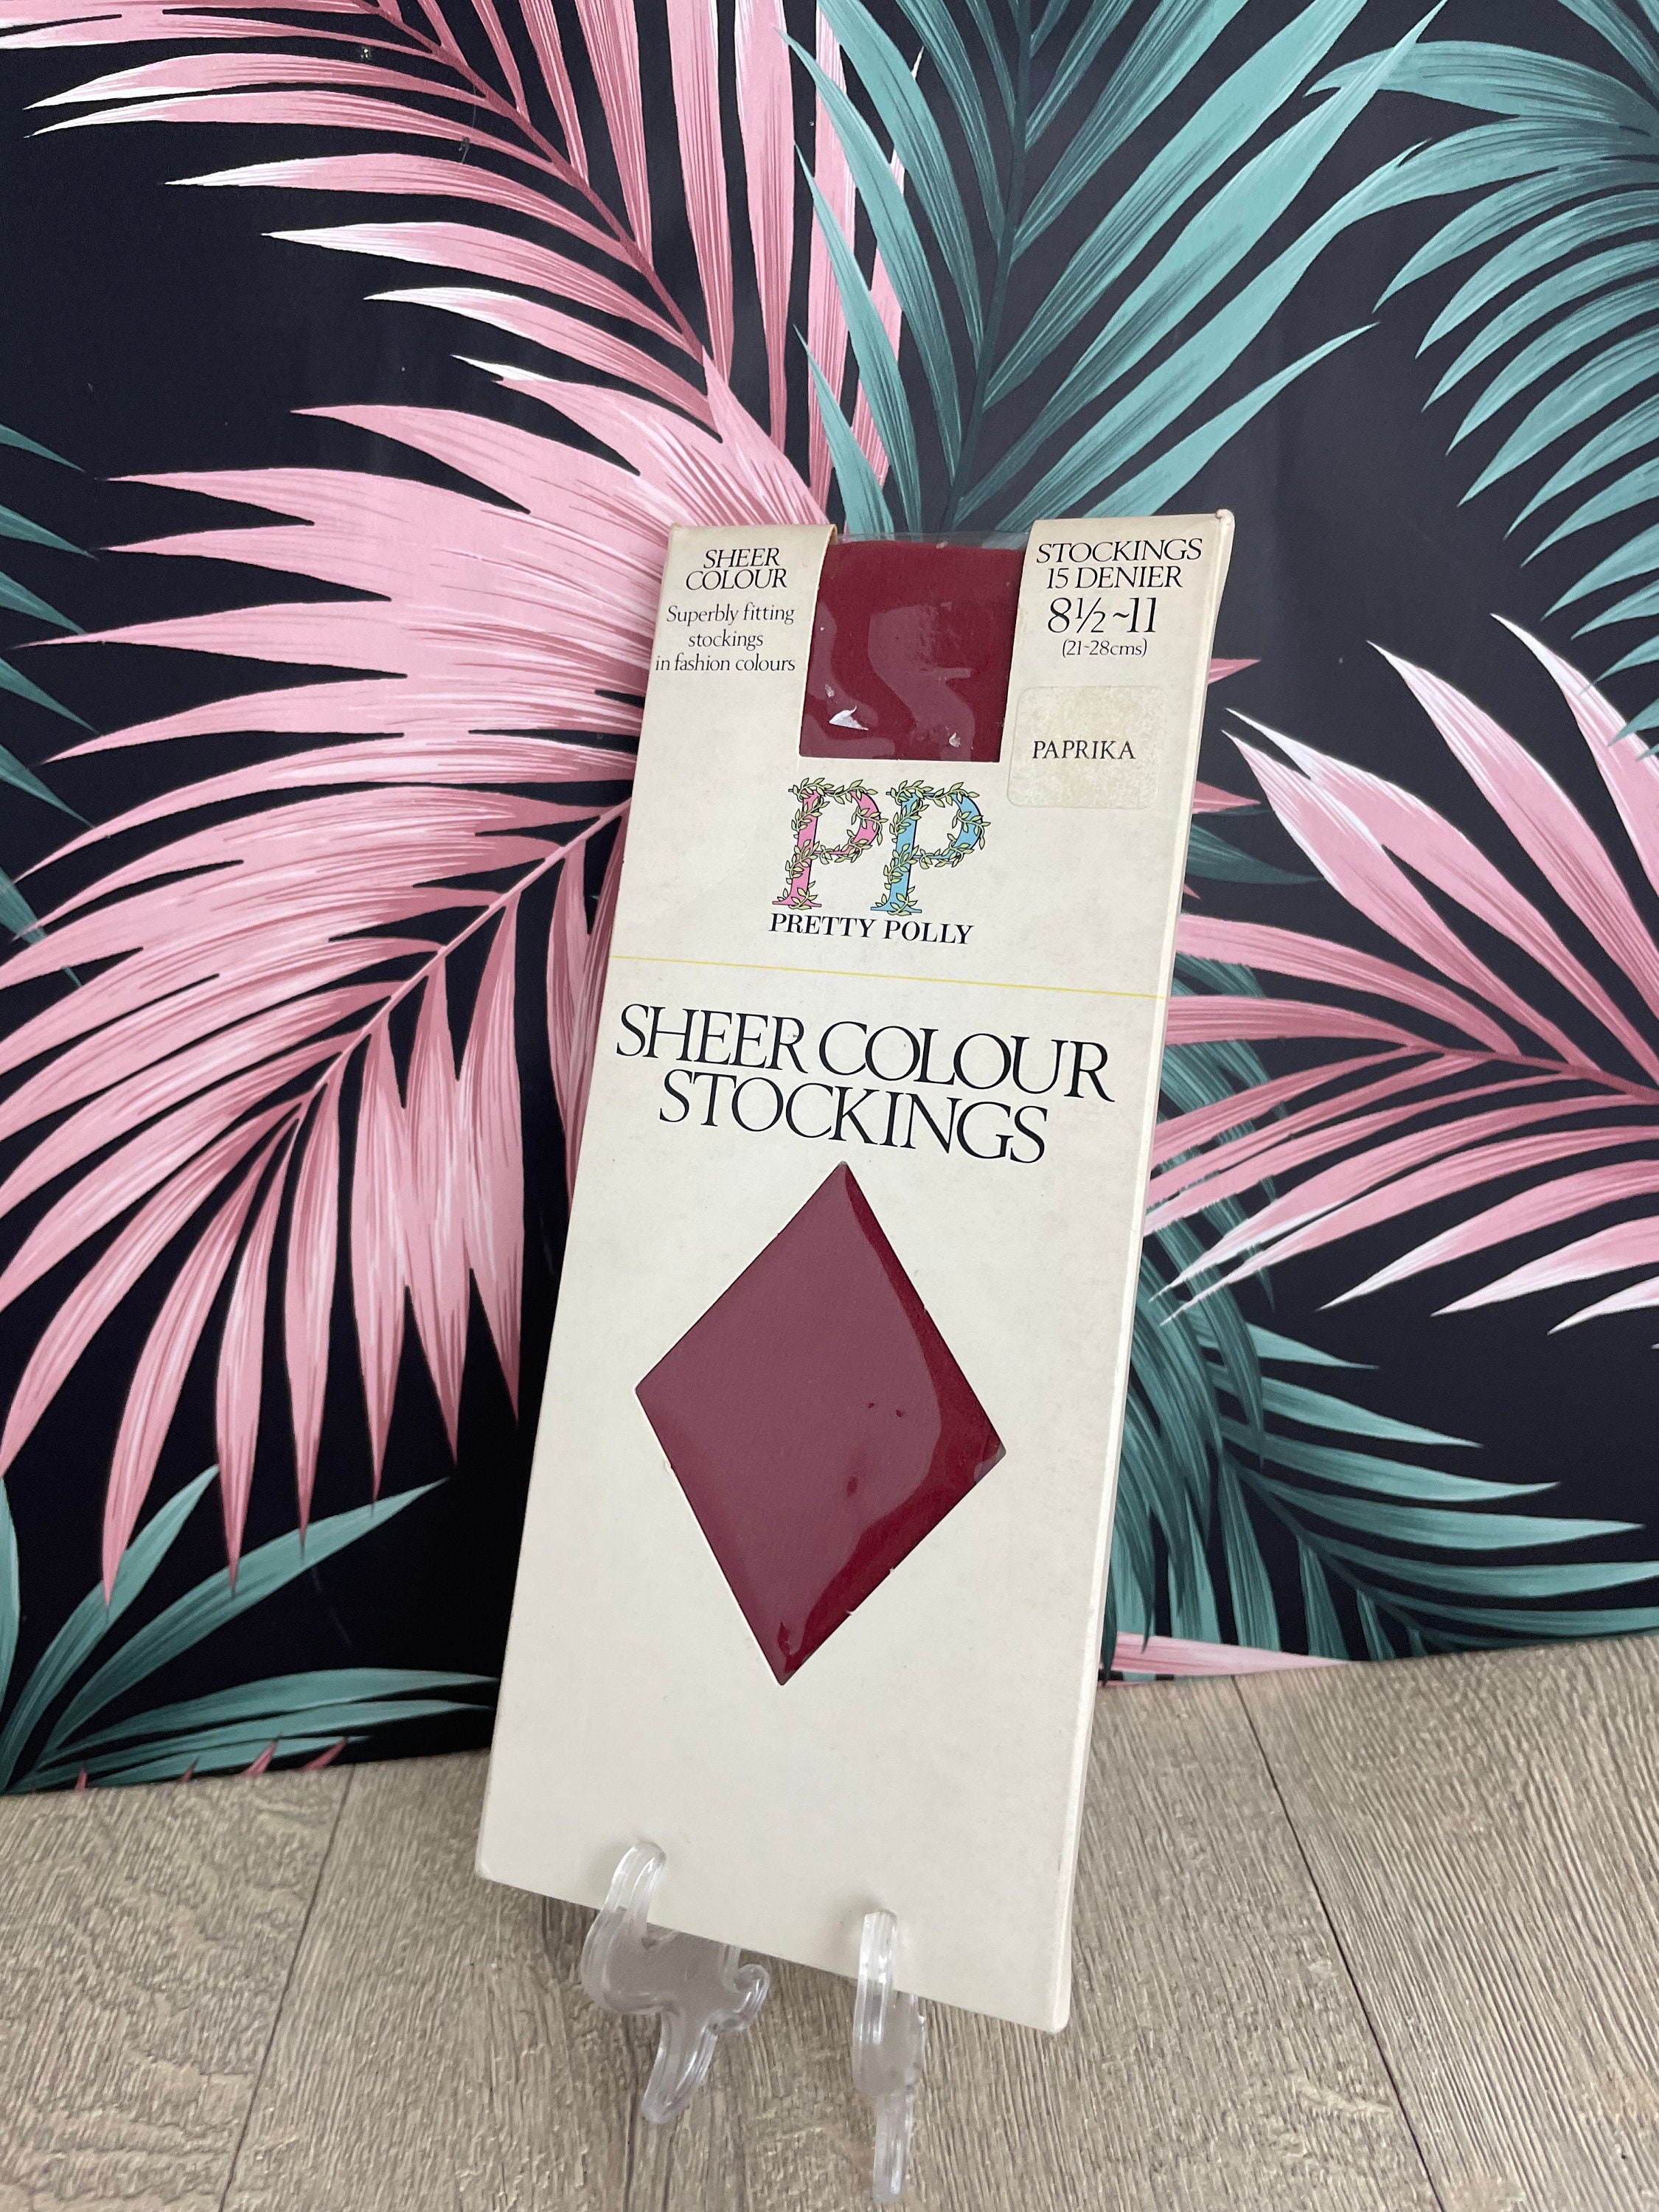 SHEER
COLOUR
Superbly fitting
stockings
in fashion colours
STOCKINGS
15 DENIER
8½~11
(21-28cms)
PAPRIKA
PP
PRETTY POLLY
SHEER COLOUR
STOCKINGS